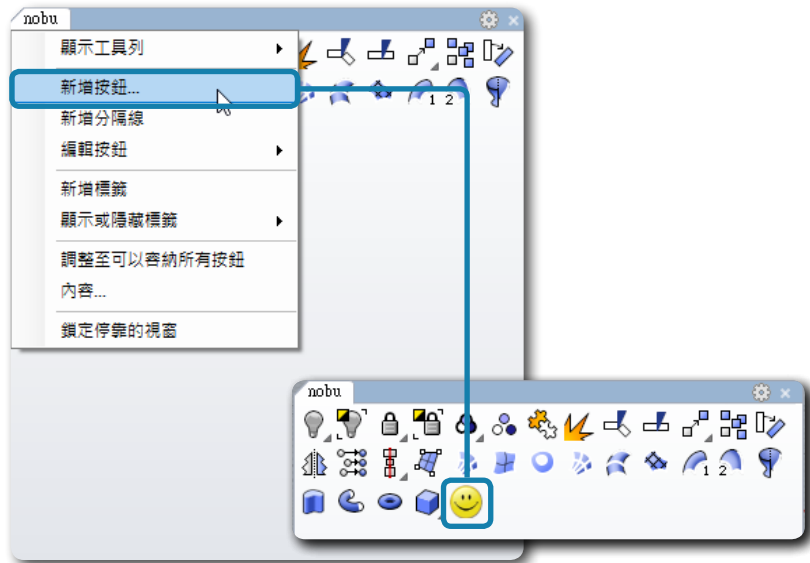 nobu
顯示工具列
新增按鈕...
新增分隔線
編輯按鈕
新增標籤
顯示或隱藏標籤
調整至可以容納所有按鈕
內容...
鎖定停靠的視窗
1 2
nobu
1 2